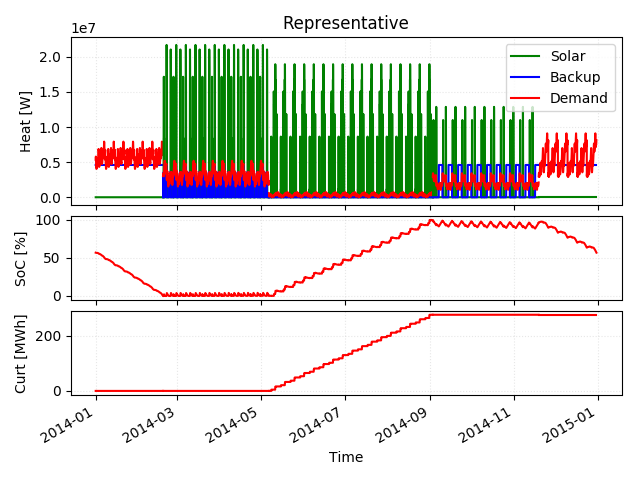 Representative
1e7
2.0
1.5
1.0
0.5
0.0
Heat [W]
Solar
Backup
Demand
100
50
0
SoC [%]
200
0
Curt [MWh]
2014-01
2014-03
2014-05
2014-07
2014-09
2014-11
2015-01
Time